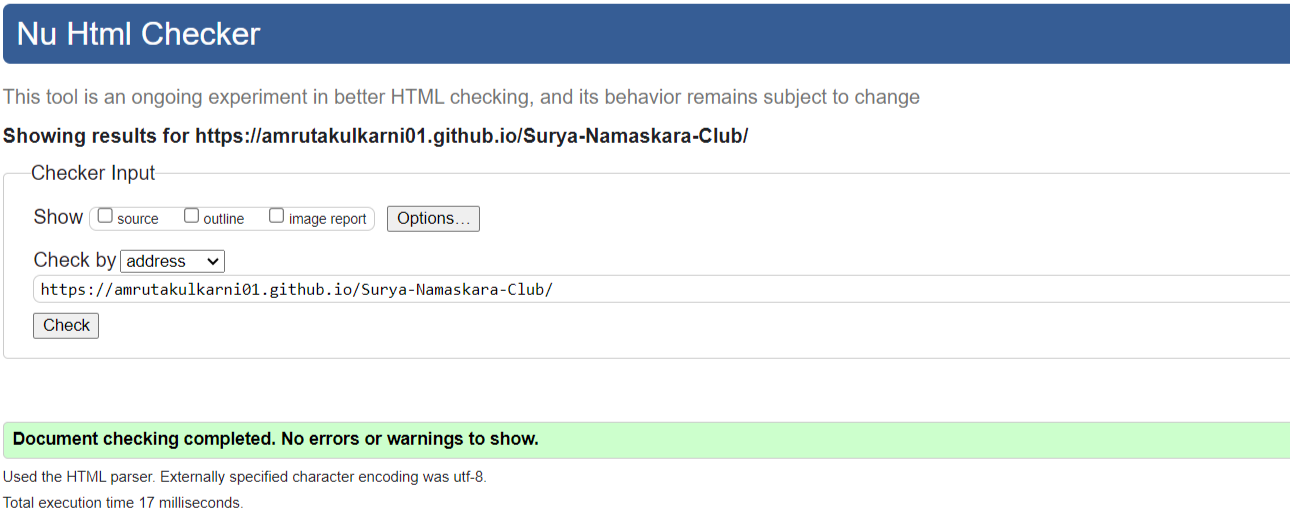 Nu Html Checker
This tool is an ongoing experiment in better HTML checking, and its behavior remains subject to change
Showing results for https://amrutakulkarni01.github.io/Surya-Namaskara-Club/
Checker Input
Show source outline image report Options...
Check by address
https://amrutakulkarni01.github.io/Surya-Namaskara-Club/
Check
Document checking completed. No errors or warnings to show.
Used the HTML parser. Externally specified character encoding was utf-8.
Total execution time 17 milliseconds.